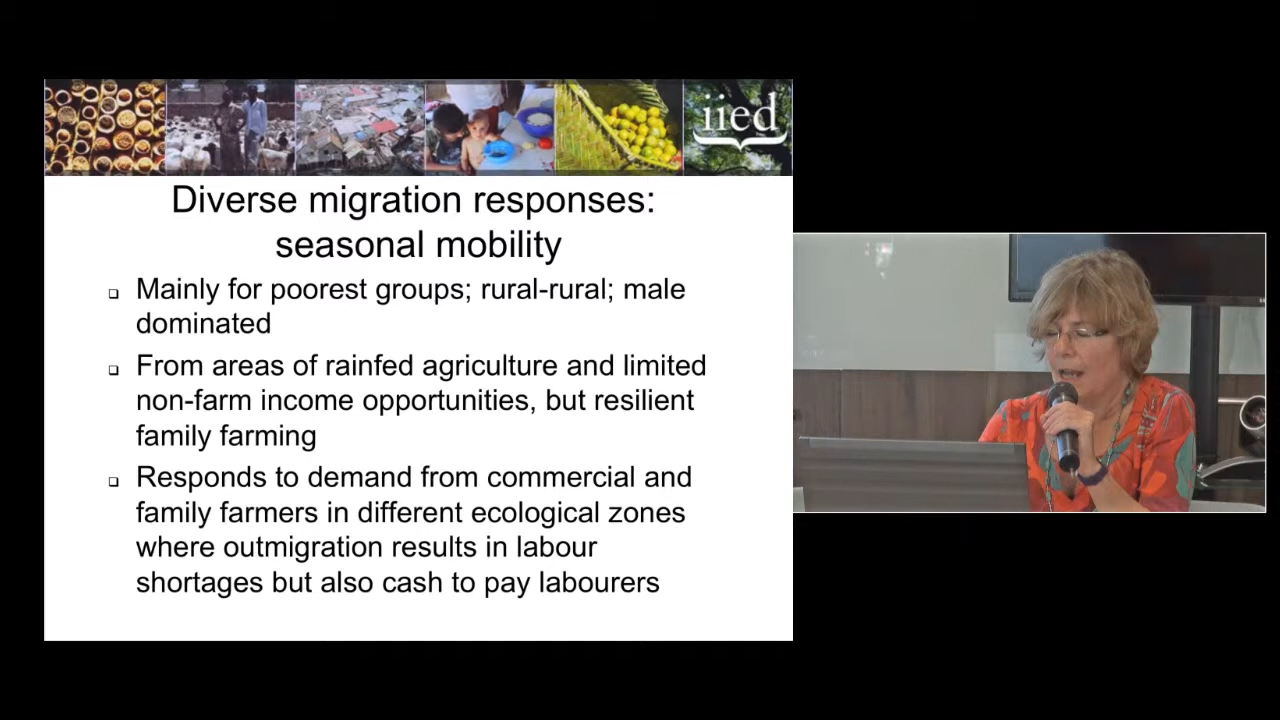 iied
Diverse migration responses:
seasonal mobility
Mainly for poorest groups; rural-rural; male
dominated
From areas of rainfed agriculture and limited
non-farm income opportunities, but resilient
family farming
Responds to demand from commercial and
family farmers in different ecological zones
where outmigration results in labour
shortages but also cash to pay labourers